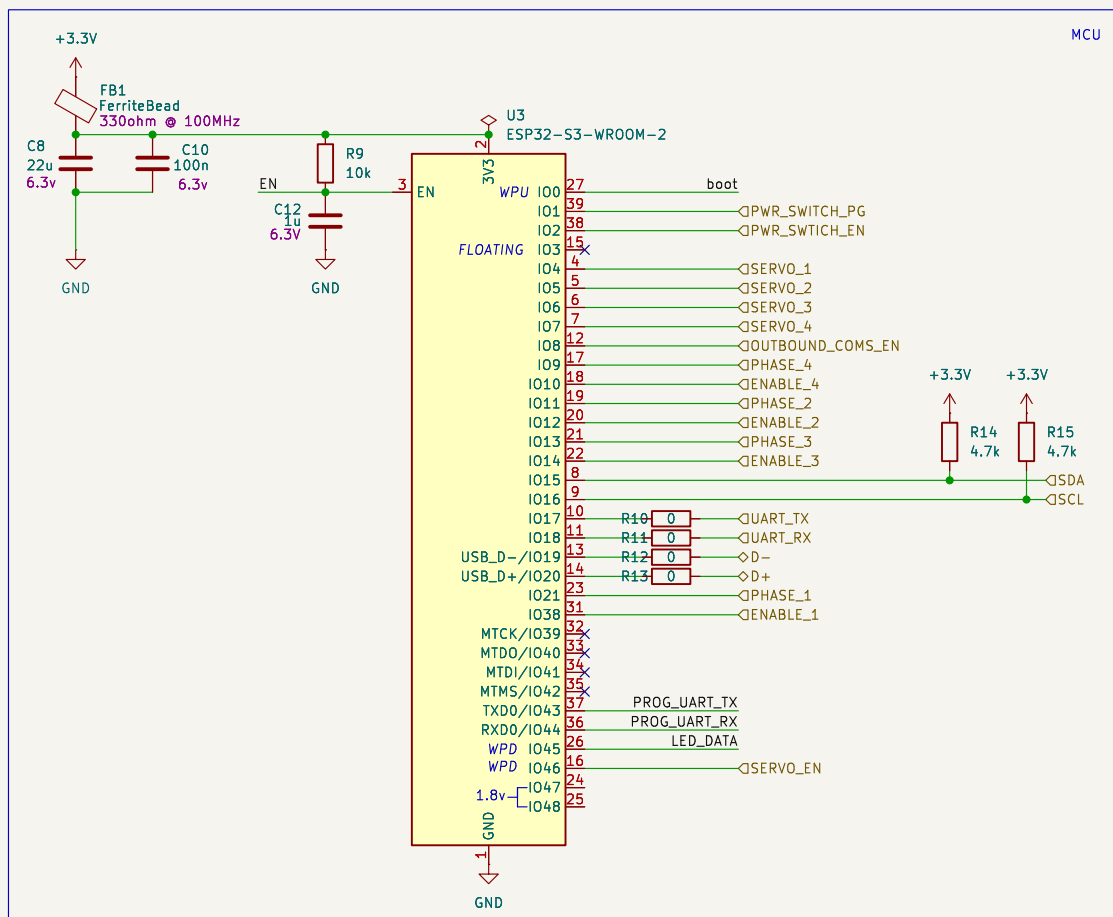 MCU
+3.3V
FB1
FerriteBead
330ohm @ 100MHz
C8
22u
6.3v
C10
100n
6.3v
GND
R9
10k
EN
C12
1u
6.3V
GND
U3
ESP32-S3-WROOM-2
2
3V3
3
EN
WPU IO0 27 boot
IO1 39 PWR_SWITCH_PG
IO2 38 PWR_SWTICH_EN
FLOATING IO3 15
IO4 4 SERVO_1
IO5 5 SERVO_2
IO6 6 SERVO_3
IO7 7 SERVO_4
IO8 12 OUTBOUND_COMS_EN
IO9 17 PHASE_4
IO10 18 ENABLE_4
IO11 19 PHASE_2
IO12 20 ENABLE_2
IO13 21 PHASE_3
IO14 22 ENABLE_3
IO15 8 SDA
IO16 9 SCL
IO17 10 R10 0 UART_TX
IO18 11 R11 0 UART_RX
USB_D-/IO19 13 R12 0 D-
USB_D+/IO20 14 R13 0 D+
IO21 23 PHASE_1
IO38 31 ENABLE_1
MTCK/IO39 32
MTDO/IO40 33
MTDI/IO41 34
MTMS/IO42 35
TXD0/IO43 37 PROG_UART_TX
RXD0/IO44 36 PROG_UART_RX
WPD IO45 26 LED_DATA
WPD IO46 16 SERVO_EN
IO47 24
1.8v
IO48 25
GND
1
GND
+3.3V
R14
4.7k
+3.3V
R15
4.7k